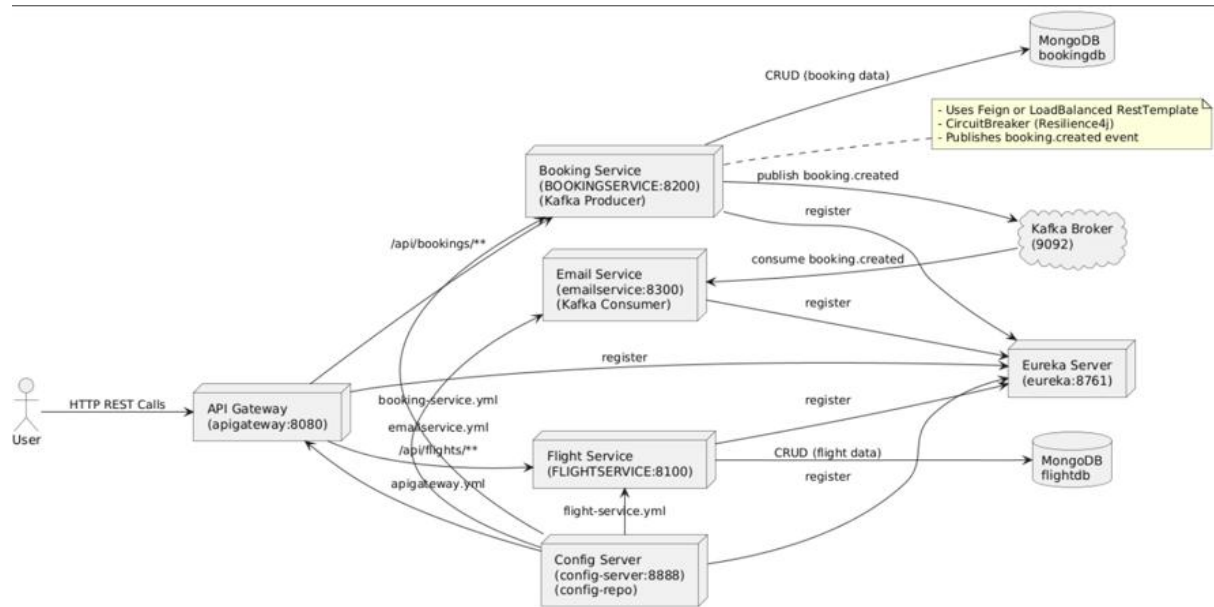 MongoDB
bookingdb
CRUD (booking data)
- Uses Feign or LoadBalanced RestTemplate
- CircuitBreaker (Resilience4j)
- Publishes booking.created event
Booking Service
(BOOKINGSERVICE:8200)
(Kafka Producer)
publish booking.created
register
Kafka Broker
(9092)
/api/bookings/**
consume booking.created
Email Service
(emailservice:8300)
(Kafka Consumer)
register
Eureka Server
(eureka:8761)
register
User
HTTP REST Calls
API Gateway
(apigateway:8080)
booking-service.yml
emailservice.yml
/api/flights/**
apigateway.yml
register
Flight Service
(FLIGHTSERVICE:8100)
CRUD (flight data)
MongoDB
flightdb
register
flight-service.yml
Config Server
(config-server:8888)
(config-repo)